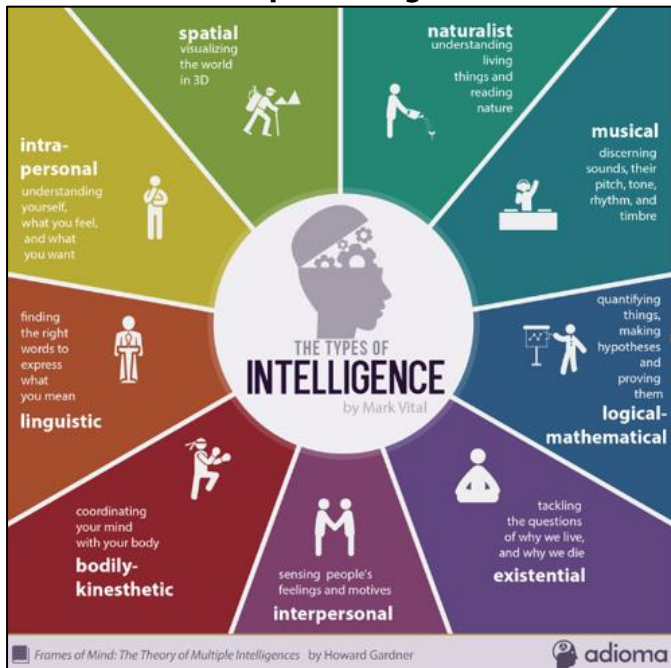 spatial
visualizing
the world
in 3D
naturalist
understanding
living
things and
reading
nature
musical
discerning
sounds, their
pitch, tone,
rhythm, and
timbre
quantifying
things,
making
hypotheses
and
proving
them
logical-
mathematical
tackling
the questions
of why we live,
and why we die
existential
sensing people's
feelings and motives
interpersonal
coordinating
your mind
with your body
bodily-
kinesthetic
finding
the right
words to
express
what
you mean
linguistic
intra-
personal
understanding
yourself,
what you feel,
and what
you want
THE TYPES OF
INTELLIGENCE
by Mark Vital
Frames of Mind: The Theory of Multiple Intelligences by Howard Gardner
adioma